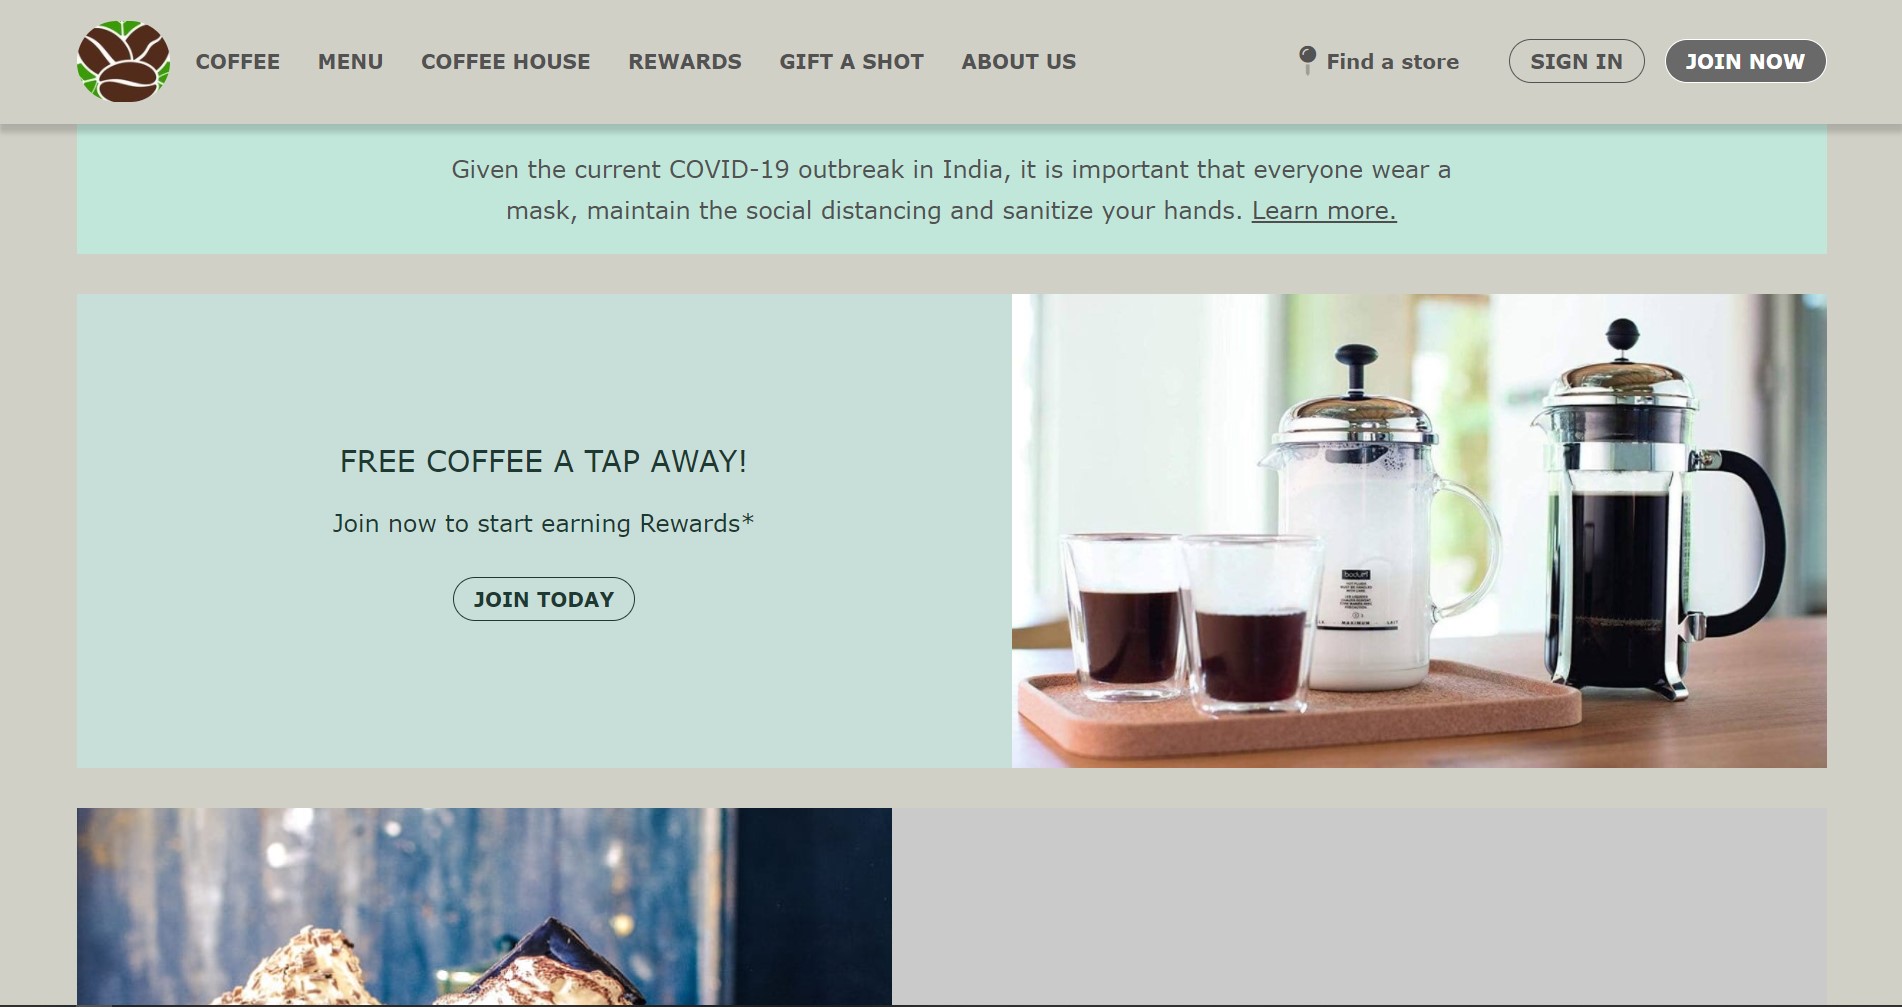 COFFEE MENU COFFEE HOUSE REWARDS GIFT A SHOT ABOUT US Find a store SIGN IN JOIN NOW
Given the current COVID-19 outbreak in India, it is important that everyone wear a
mask, maintain the social distancing and sanitize your hands. Learn more.
FREE COFFEE A TAP AWAY!
Join now to start earning Rewards*
JOIN TODAY
bodum
MAXIMUM LAIT